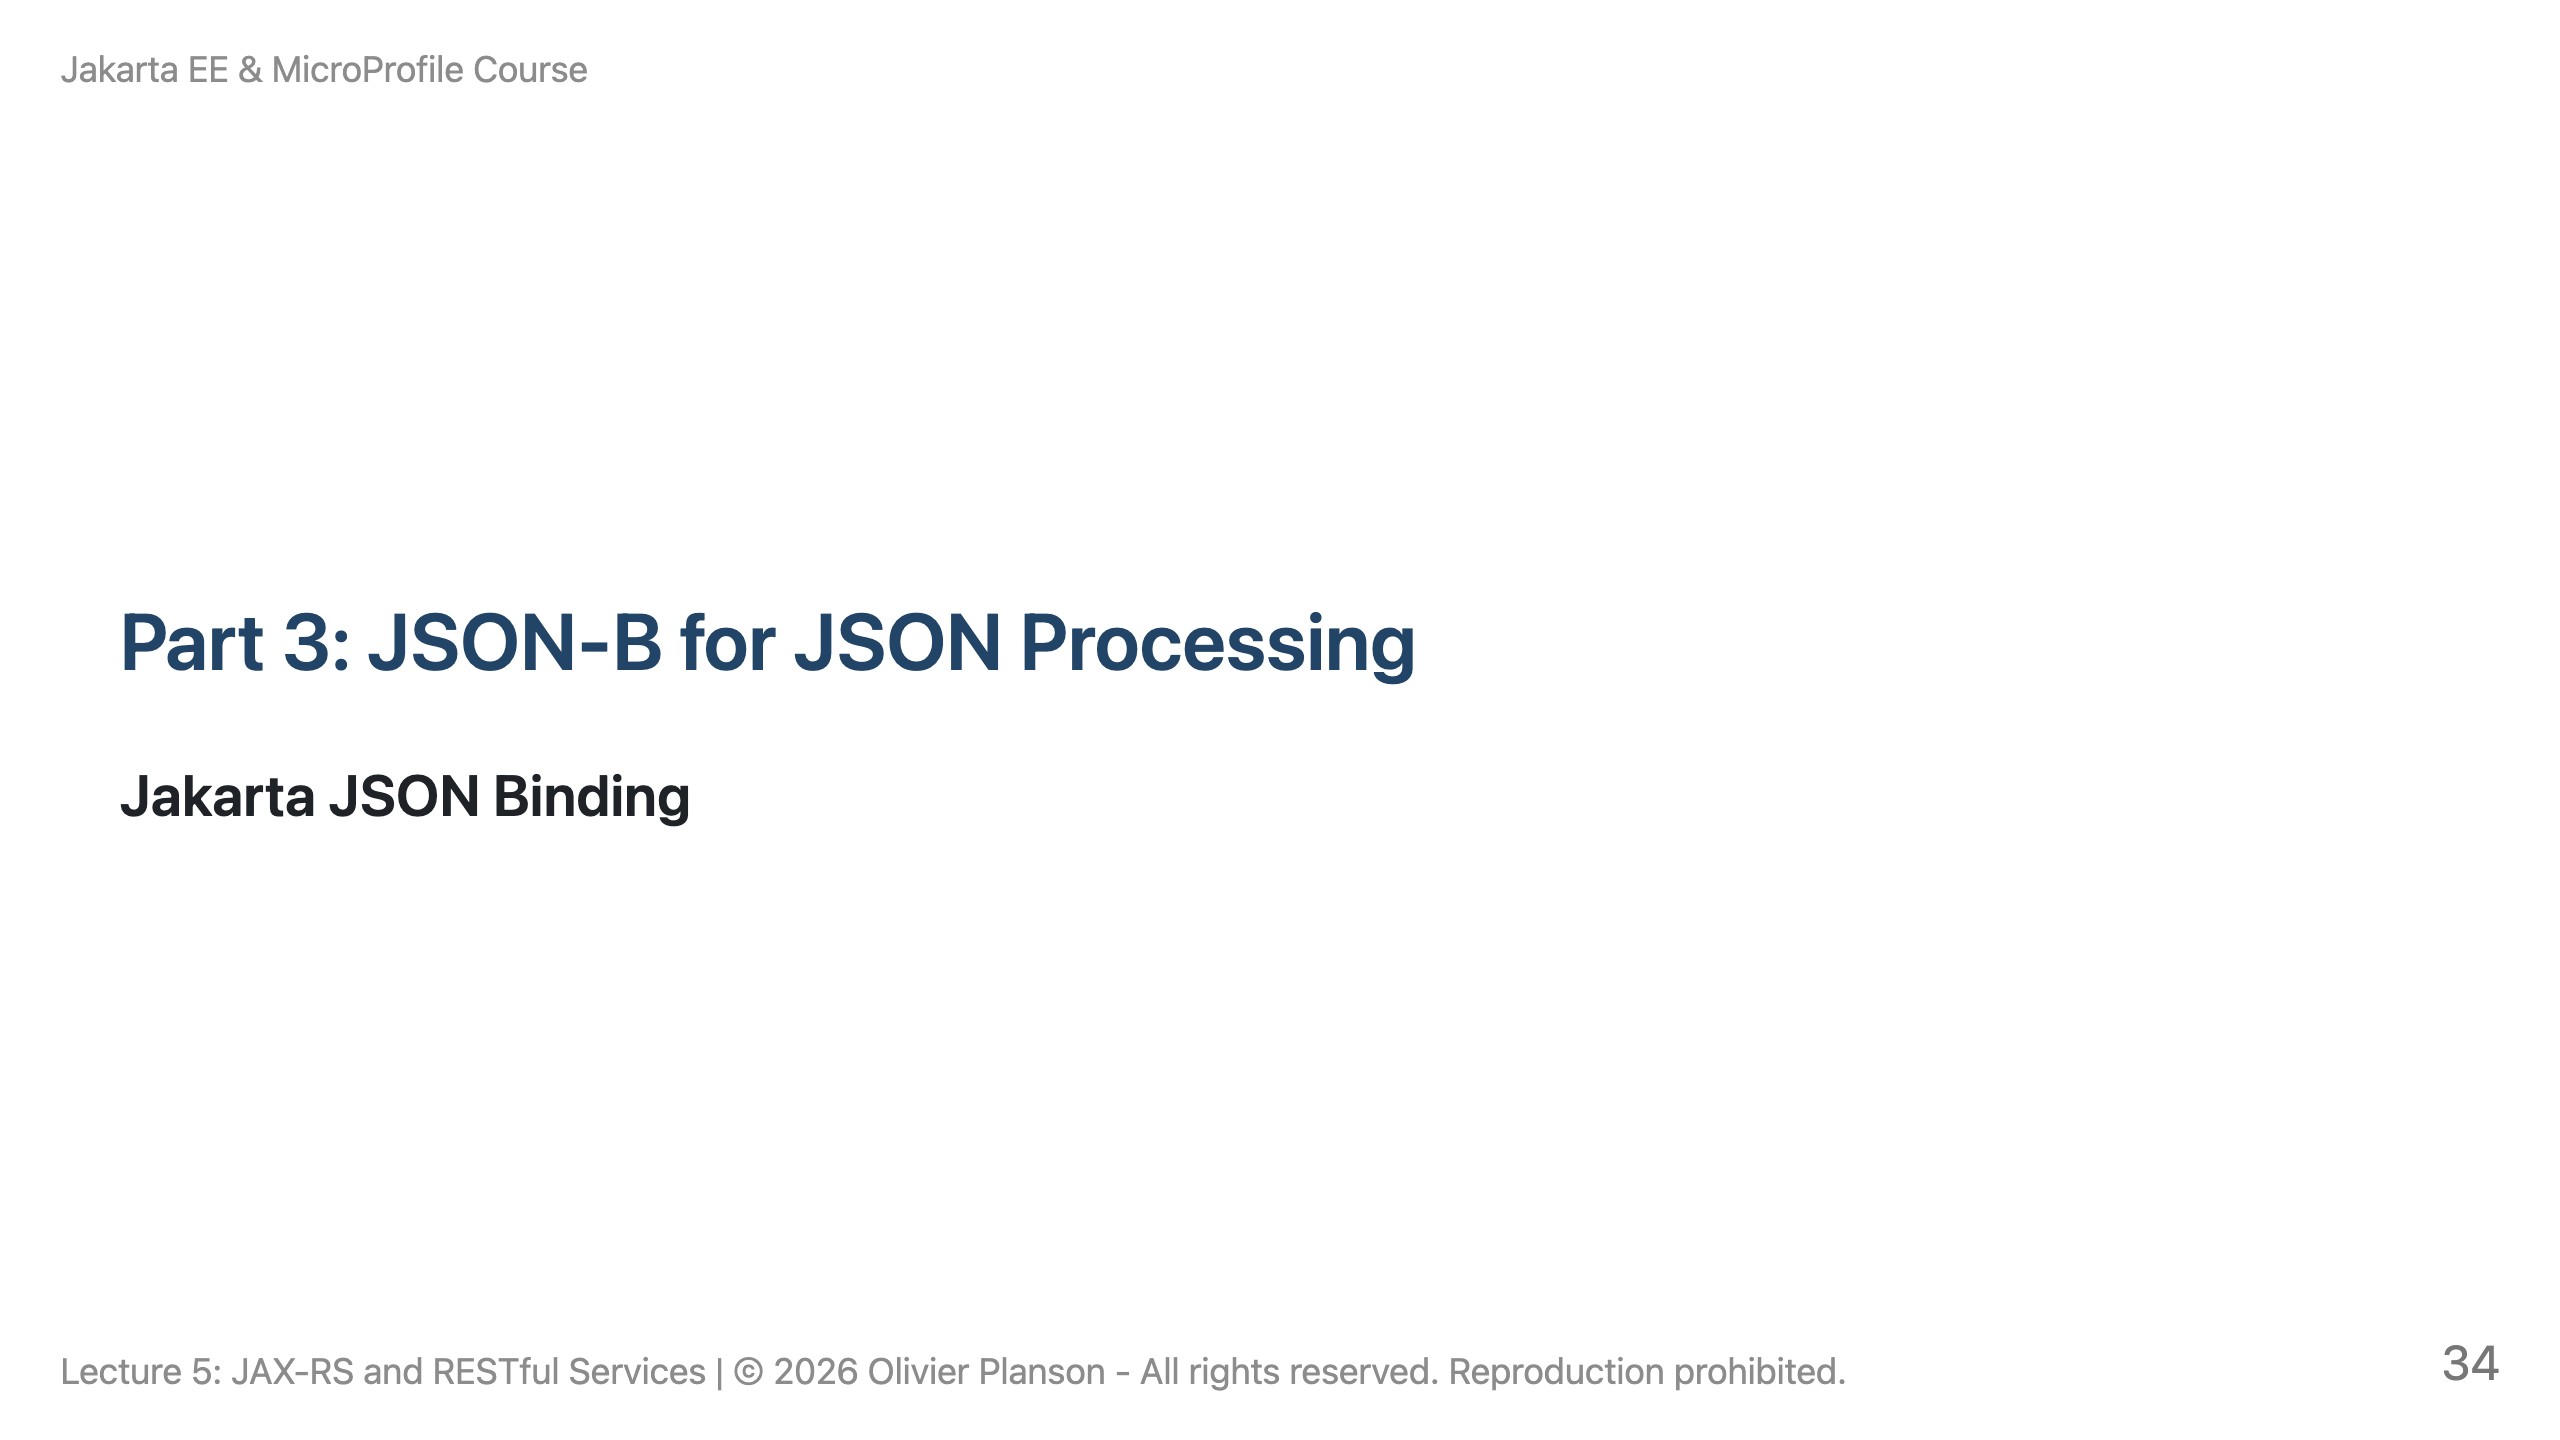 Jakarta EE & MicroProfile Course
Part 3: JSON-B for JSON Processing
Jakarta JSON Binding
Lecture 5: JAX-RS and RESTful Services | © 2026 Olivier Planson - All rights reserved. Reproduction prohibited.
34